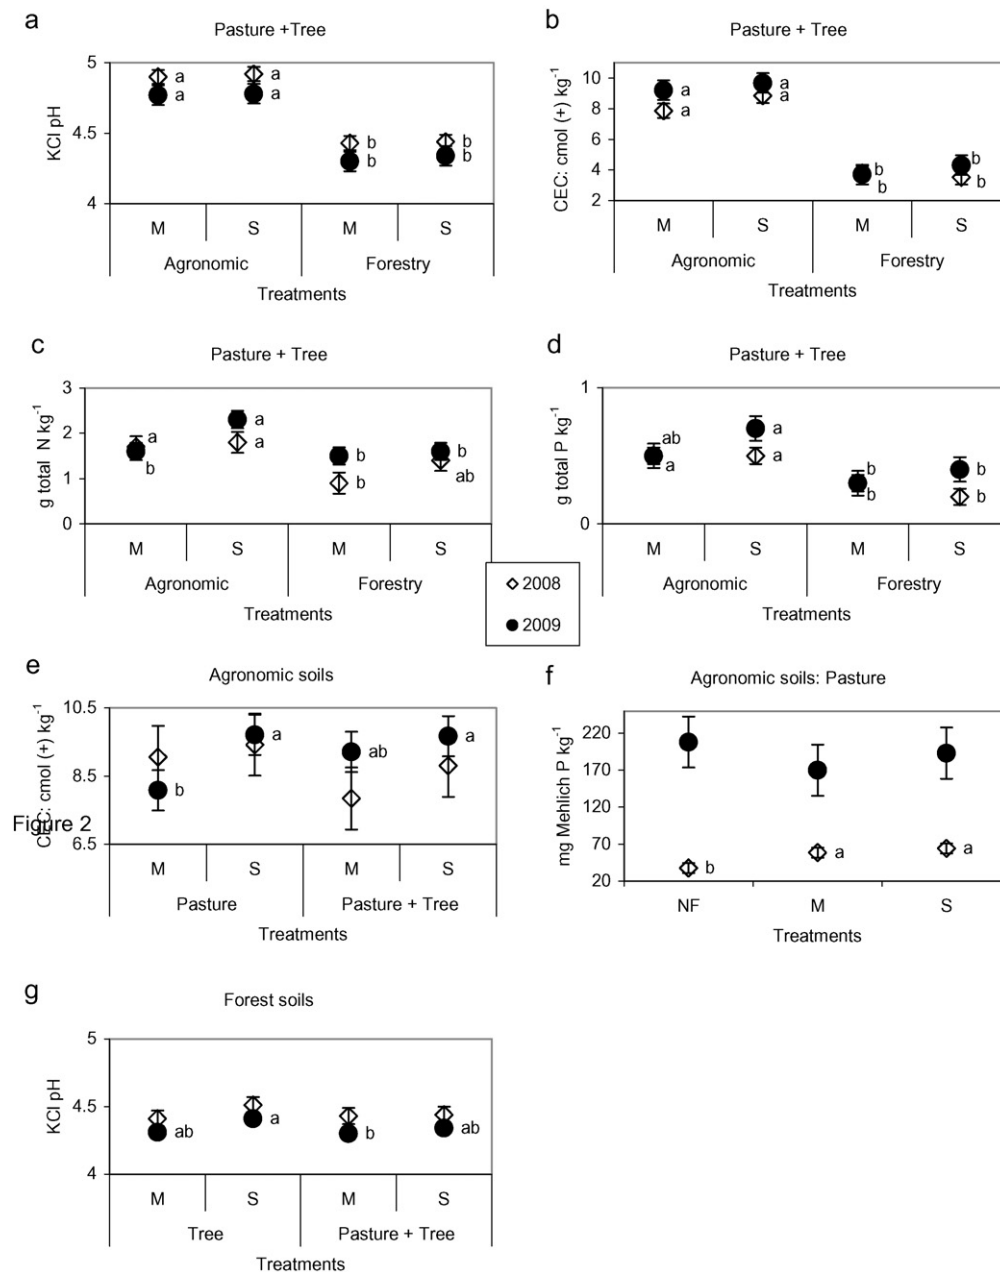 a
Pasture +Tree
KCl pH
5
4.5
4
a
a
a
a
b
b
b
b
M S M S
Agronomic Forestry
Treatments
b
Pasture + Tree
CEC: cmol (+) kg-1
10
8
6
4
2
a
a
a
a
b
b
b
b
M S M S
Agronomic Forestry
Treatments
c
Pasture + Tree
g total N kg-1
3
2
1
0
a
b
a
a
b
b
b
ab
M S M S
Agronomic Forestry
Treatments
d
Pasture + Tree
g total P kg-1
1
0
ab
a
a
a
b
b
b
b
M S M S
Agronomic Forestry
Treatments
2008
2009
e
Agronomic soils
CEC: cmol (+) kg-1
10.5
8.5
6.5
b
a
ab
a
Figure 2
M S M S
Pasture Pasture + Tree
Treatments
f
Agronomic soils: Pasture
mg Mehlich P kg-1
220
170
120
70
20
b
a
a
NF M S
Treatments
g
Forest soils
KCl pH
5
4.5
4
ab
a
b
ab
M S M S
Tree Pasture + Tree
Treatments